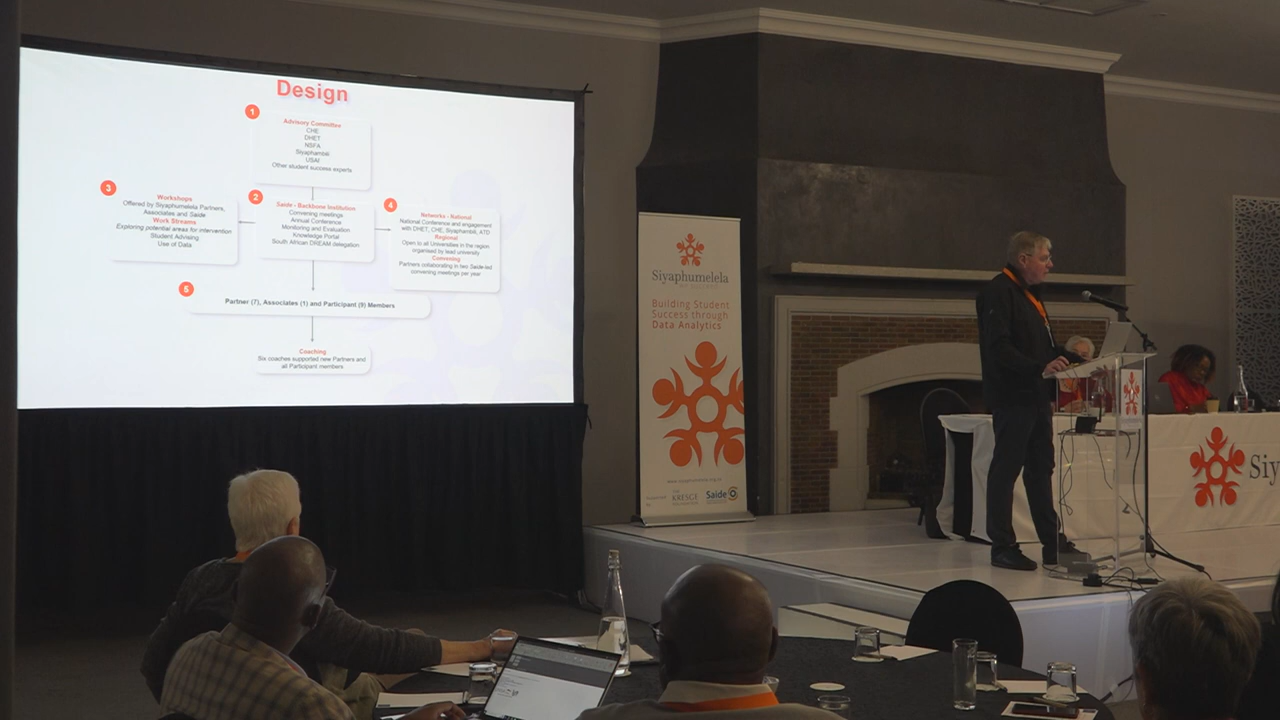 Design
1
Advisory Committee
CHE
DHET
NSFA
Siyaphambili
USAf
Other student success experts
3
Workshops
Offered by Siyaphumelela Partners,
Associates and Saide
Work Streams
Exploring potential areas for intervention
Student Advising
Use of Data
2
Saide - Backbone Institution
Convening meetings
Annual Conference
Monitoring and Evaluation
Knowledge Portal
South African DREAM delegation
4
Networks - National
National Conference and engagement
with DHET, CHE, Siyaphambili, ATD
Regional
Open to all Universities in the region
organised by lead university
Convening
Partners collaborating in two Saide-led
convening meetings per year
5
Partner (7), Associates (1) and Participant (9) Members
Coaching
Six coaches supported new Partners and
all Participant members
Siyaphumelela
Building Student
Success through
Data Analytics
KRESGE
Saide
Siy